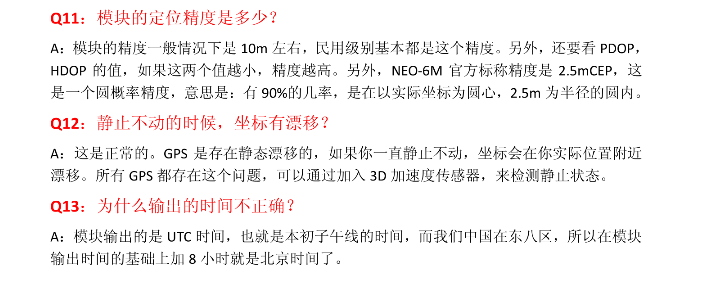 Q11：模块的定位精度是多少？
A：模块的精度一般情况下是 10m 左右，民用级别基本都是这个精度。另外，还要看 PDOP，
HDOP 的值，如果这两个值越小，精度越高。另外，NEO-6M 官方标称精度是 2.5mCEP，这
是一个圆概率精度，意思是：有 90%的几率，是在以实际坐标为圆心，2.5m 为半径的圆内。
Q12：静止不动的时候，坐标有漂移？
A：这是正常的。GPS 是存在静态漂移的，如果你一直静止不动，坐标会在你实际位置附近
漂移。所有 GPS 都存在这个问题，可以通过加入 3D 加速度传感器，来检测静止状态。
Q13：为什么输出的时间不正确？
A：模块输出的是 UTC 时间，也就是本初子午线的时间，而我们中国在东八区，所以在模块
输出时间的基础上加 8 小时就是北京时间了。